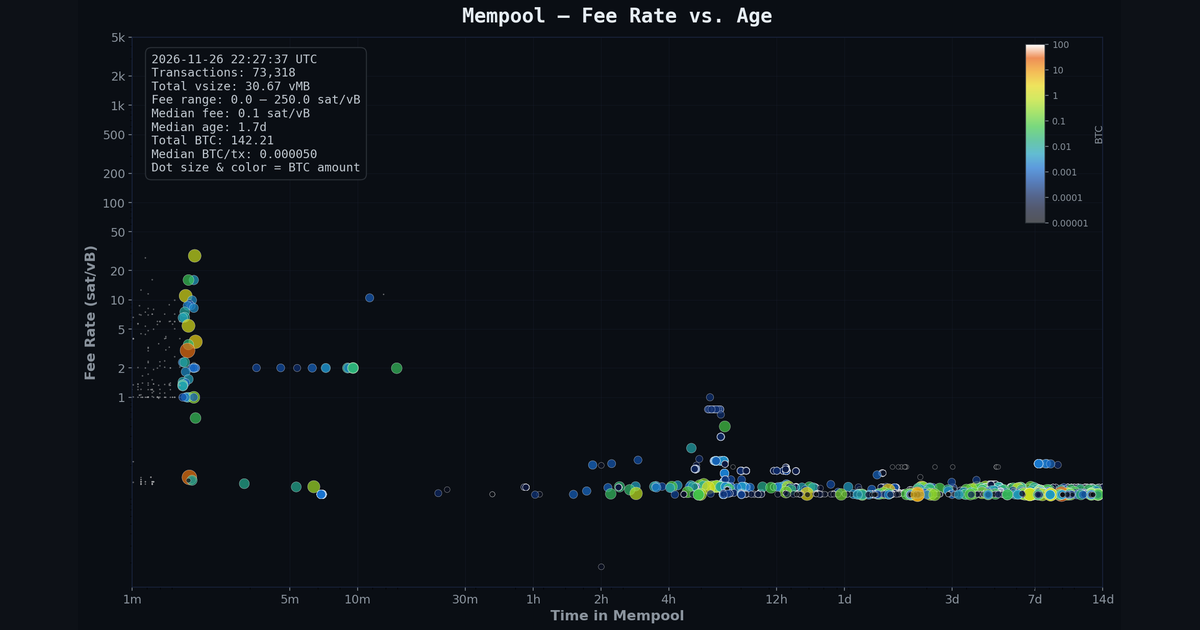 Mempool — Fee Rate vs. Age
2026-11-26 22:27:37 UTC
Transactions: 73,318
Total vsize: 30.67 vMB
Fee range: 0.0 – 250.0 sat/vB
Median fee: 0.1 sat/vB
Median age: 1.7d
Total BTC: 142.21
Median BTC/tx: 0.000050
Dot size & color = BTC amount
5k
2k
1k
500
200
100
50
20
10
5
2
1
Fee Rate (sat/vB)
100
10
1
0.1
0.01
0.001
0.0001
0.00001
BTC
1m
5m
10m
30m
1h
2h
4h
12h
1d
3d
7d
14d
Time in Mempool